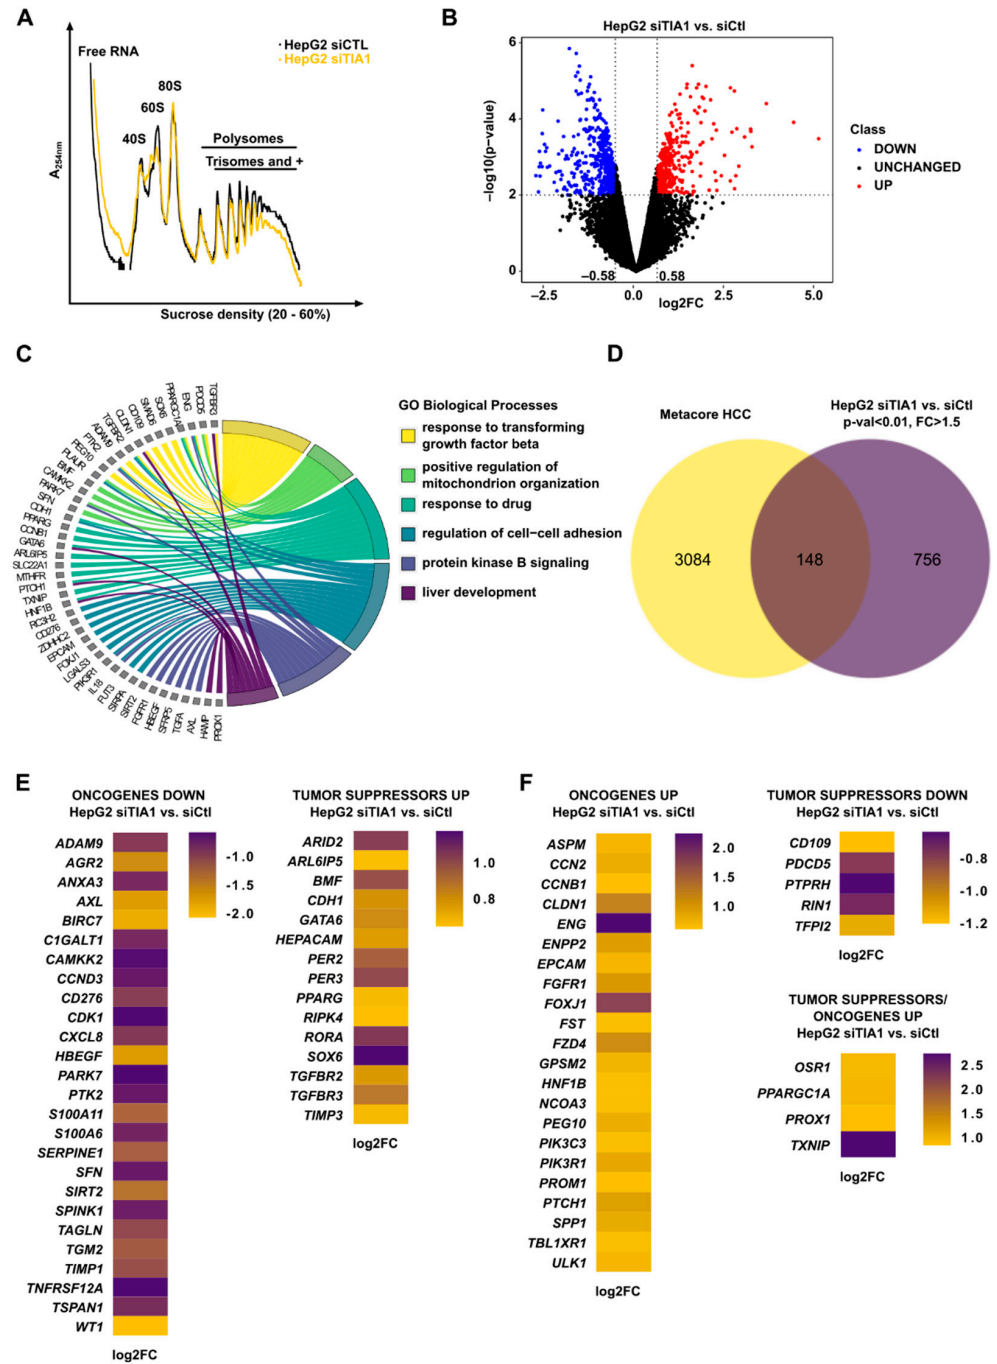 A
Free RNA
HepG2 siCTL
HepG2 siTIA1
80S
60S
40S
Polysomes
Trisomes and +
A254nm
Sucrose density (20 - 60%)
B
HepG2 siTIA1 vs. siCtl
6
4
2
0
−log10(p−value)
−0.58
0.58
−2.5
0.0
2.5
5.0
log2FC
Class
DOWN
UNCHANGED
UP
C
TGFBR3
PDCD5
ENG
PPARGC1A
SOX6
SMAD6
CD109
CLDN1
TGFBR2
ADAM9
PTK2
PEG10
PLAUR
BMF
CAMKK2
PARK7
SFN
CDH1
PPARG
CCNB1
GATA6
ARL6IP5
SLC22A1
MTHFR
PTCH1
TXNIP
HNF1B
RC3H2
CD276
ZDHHC2
EPCAM
FOXJ1
LGALS3
PIK3R1
IL18
FUT3
SIRPA
SIRT2
FGFR1
HBEGF
SFRP5
TGFA
AXL
HAMP
PROX1
GO Biological Processes
response to transforming
growth factor beta
positive regulation of
mitochondrion organization
response to drug
regulation of cell−cell adhesion
protein kinase B signaling
liver development
D
Metacore HCC
HepG2 siTIA1 vs. siCtl
p-val<0.01, FC>1.5
3084
148
756
E
ONCOGENES DOWN
HepG2 siTIA1 vs. siCtl
ADAM9
AGR2
ANXA3
AXL
BIRC7
C1GALT1
CAMKK2
CCND3
CD276
CDK1
CXCL8
HBEGF
PARK7
PTK2
S100A11
S100A6
SERPINE1
SFN
SIRT2
SPINK1
TAGLN
TGM2
TIMP1
TNFRSF12A
TSPAN1
WT1
log2FC
-1.0
-1.5
-2.0
TUMOR SUPPRESSORS UP
HepG2 siTIA1 vs. siCtl
ARID2
ARL6IP5
BMF
CDH1
GATA6
HEPACAM
PER2
PER3
PPARG
RIPK4
RORA
SOX6
TGFBR2
TGFBR3
TIMP3
log2FC
1.0
0.8
F
ONCOGENES UP
HepG2 siTIA1 vs. siCtl
ASPM
CCN2
CCNB1
CLDN1
ENG
ENPP2
EPCAM
FGFR1
FOXJ1
FST
FZD4
GPSM2
HNF1B
NCOA3
PEG10
PIK3C3
PIK3R1
PROM1
PTCH1
SPP1
TBL1XR1
ULK1
log2FC
2.0
1.5
1.0
TUMOR SUPPRESSORS DOWN
HepG2 siTIA1 vs. siCtl
CD109
PDCD5
PTPRH
RIN1
TFPI2
log2FC
-0.8
-1.0
-1.2
TUMOR SUPPRESSORS/
ONCOGENES UP
HepG2 siTIA1 vs. siCtl
OSR1
PPARGC1A
PROX1
TXNIP
log2FC
2.5
2.0
1.5
1.0